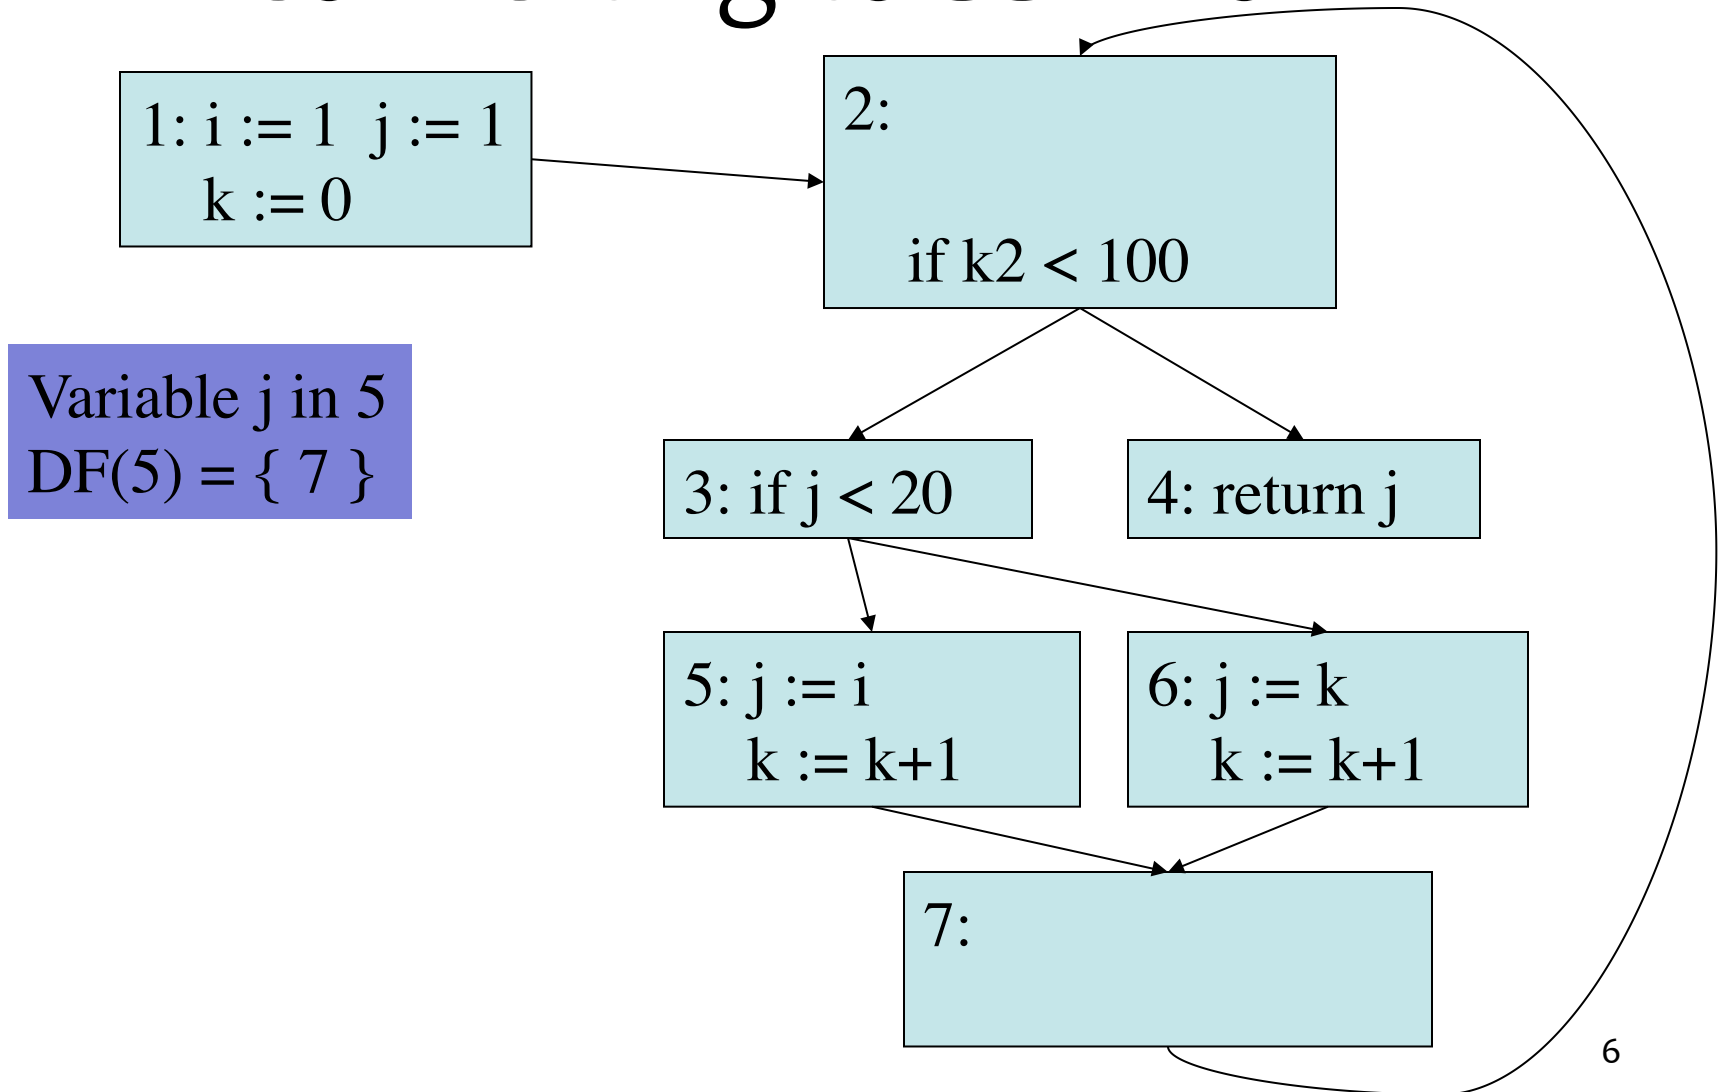 1: i := 1 j := 1
k := 0
2:
if k2 < 100
Variable j in 5
DF(5) = { 7 }
3: if j < 20
4: return j
5: j := i
k := k+1
6: j := k
k := k+1
7:
6